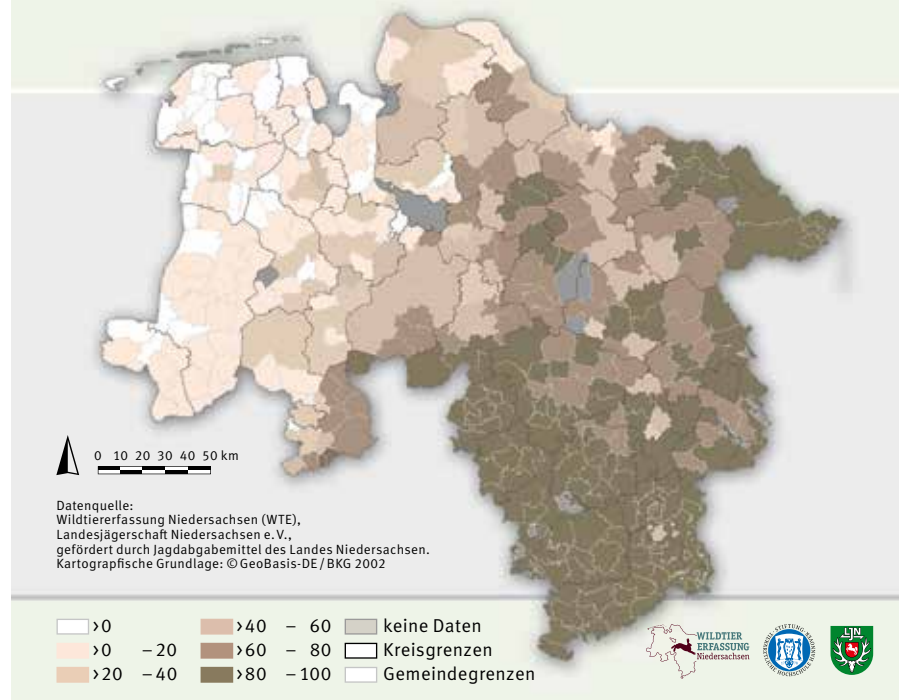 0 10 20 30 40 50 km
Datenquelle:
Wildtiererfassung Niedersachsen (WTE),
Landesjägerschaft Niedersachsen e. V.,
gefördert durch Jagdabgabemittel des Landes Niedersachsen.
Kartografische Grundlage: © GeoBasis-DE / BKG 2002
>0
>0 – 20
>20 – 40
>40 – 60
>60 – 80
>80 – 100
keine Daten
Kreisgrenzen
Gemeindegrenzen
WILDTIER
ERFASSUNG
Niedersachsen
LJN